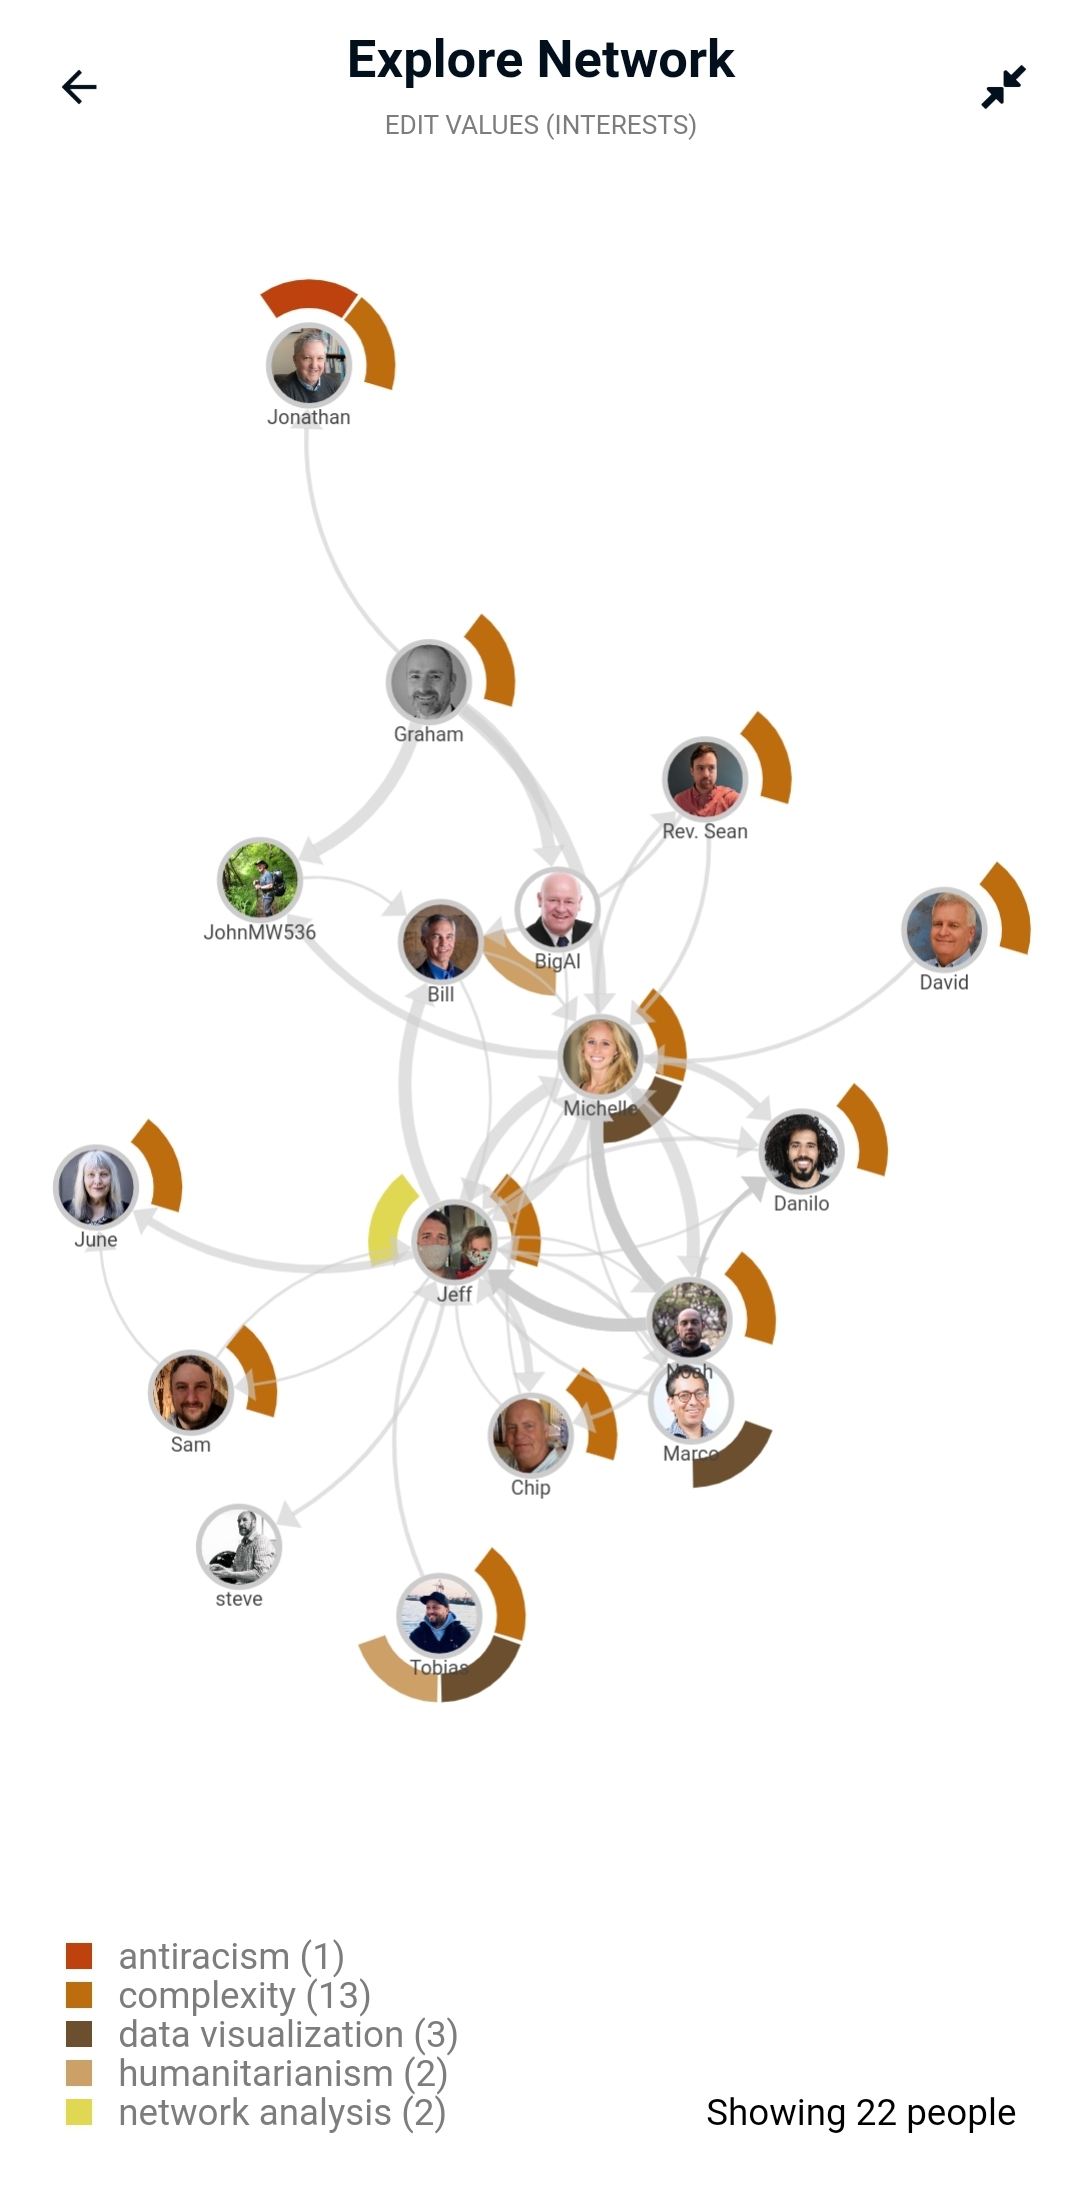 Explore Network
EDIT VALUES (INTERESTS)
Jonathan
Graham
Rev. Sean
JohnMW536
BigAl
Bill
David
Michelle
Danilo
June
Jeff
Noah
Sam
Marco
Chip
steve
Tobias
antiracism (1)
complexity (13)
data visualization (3)
humanitarianism (2)
network analysis (2)
Showing 22 people